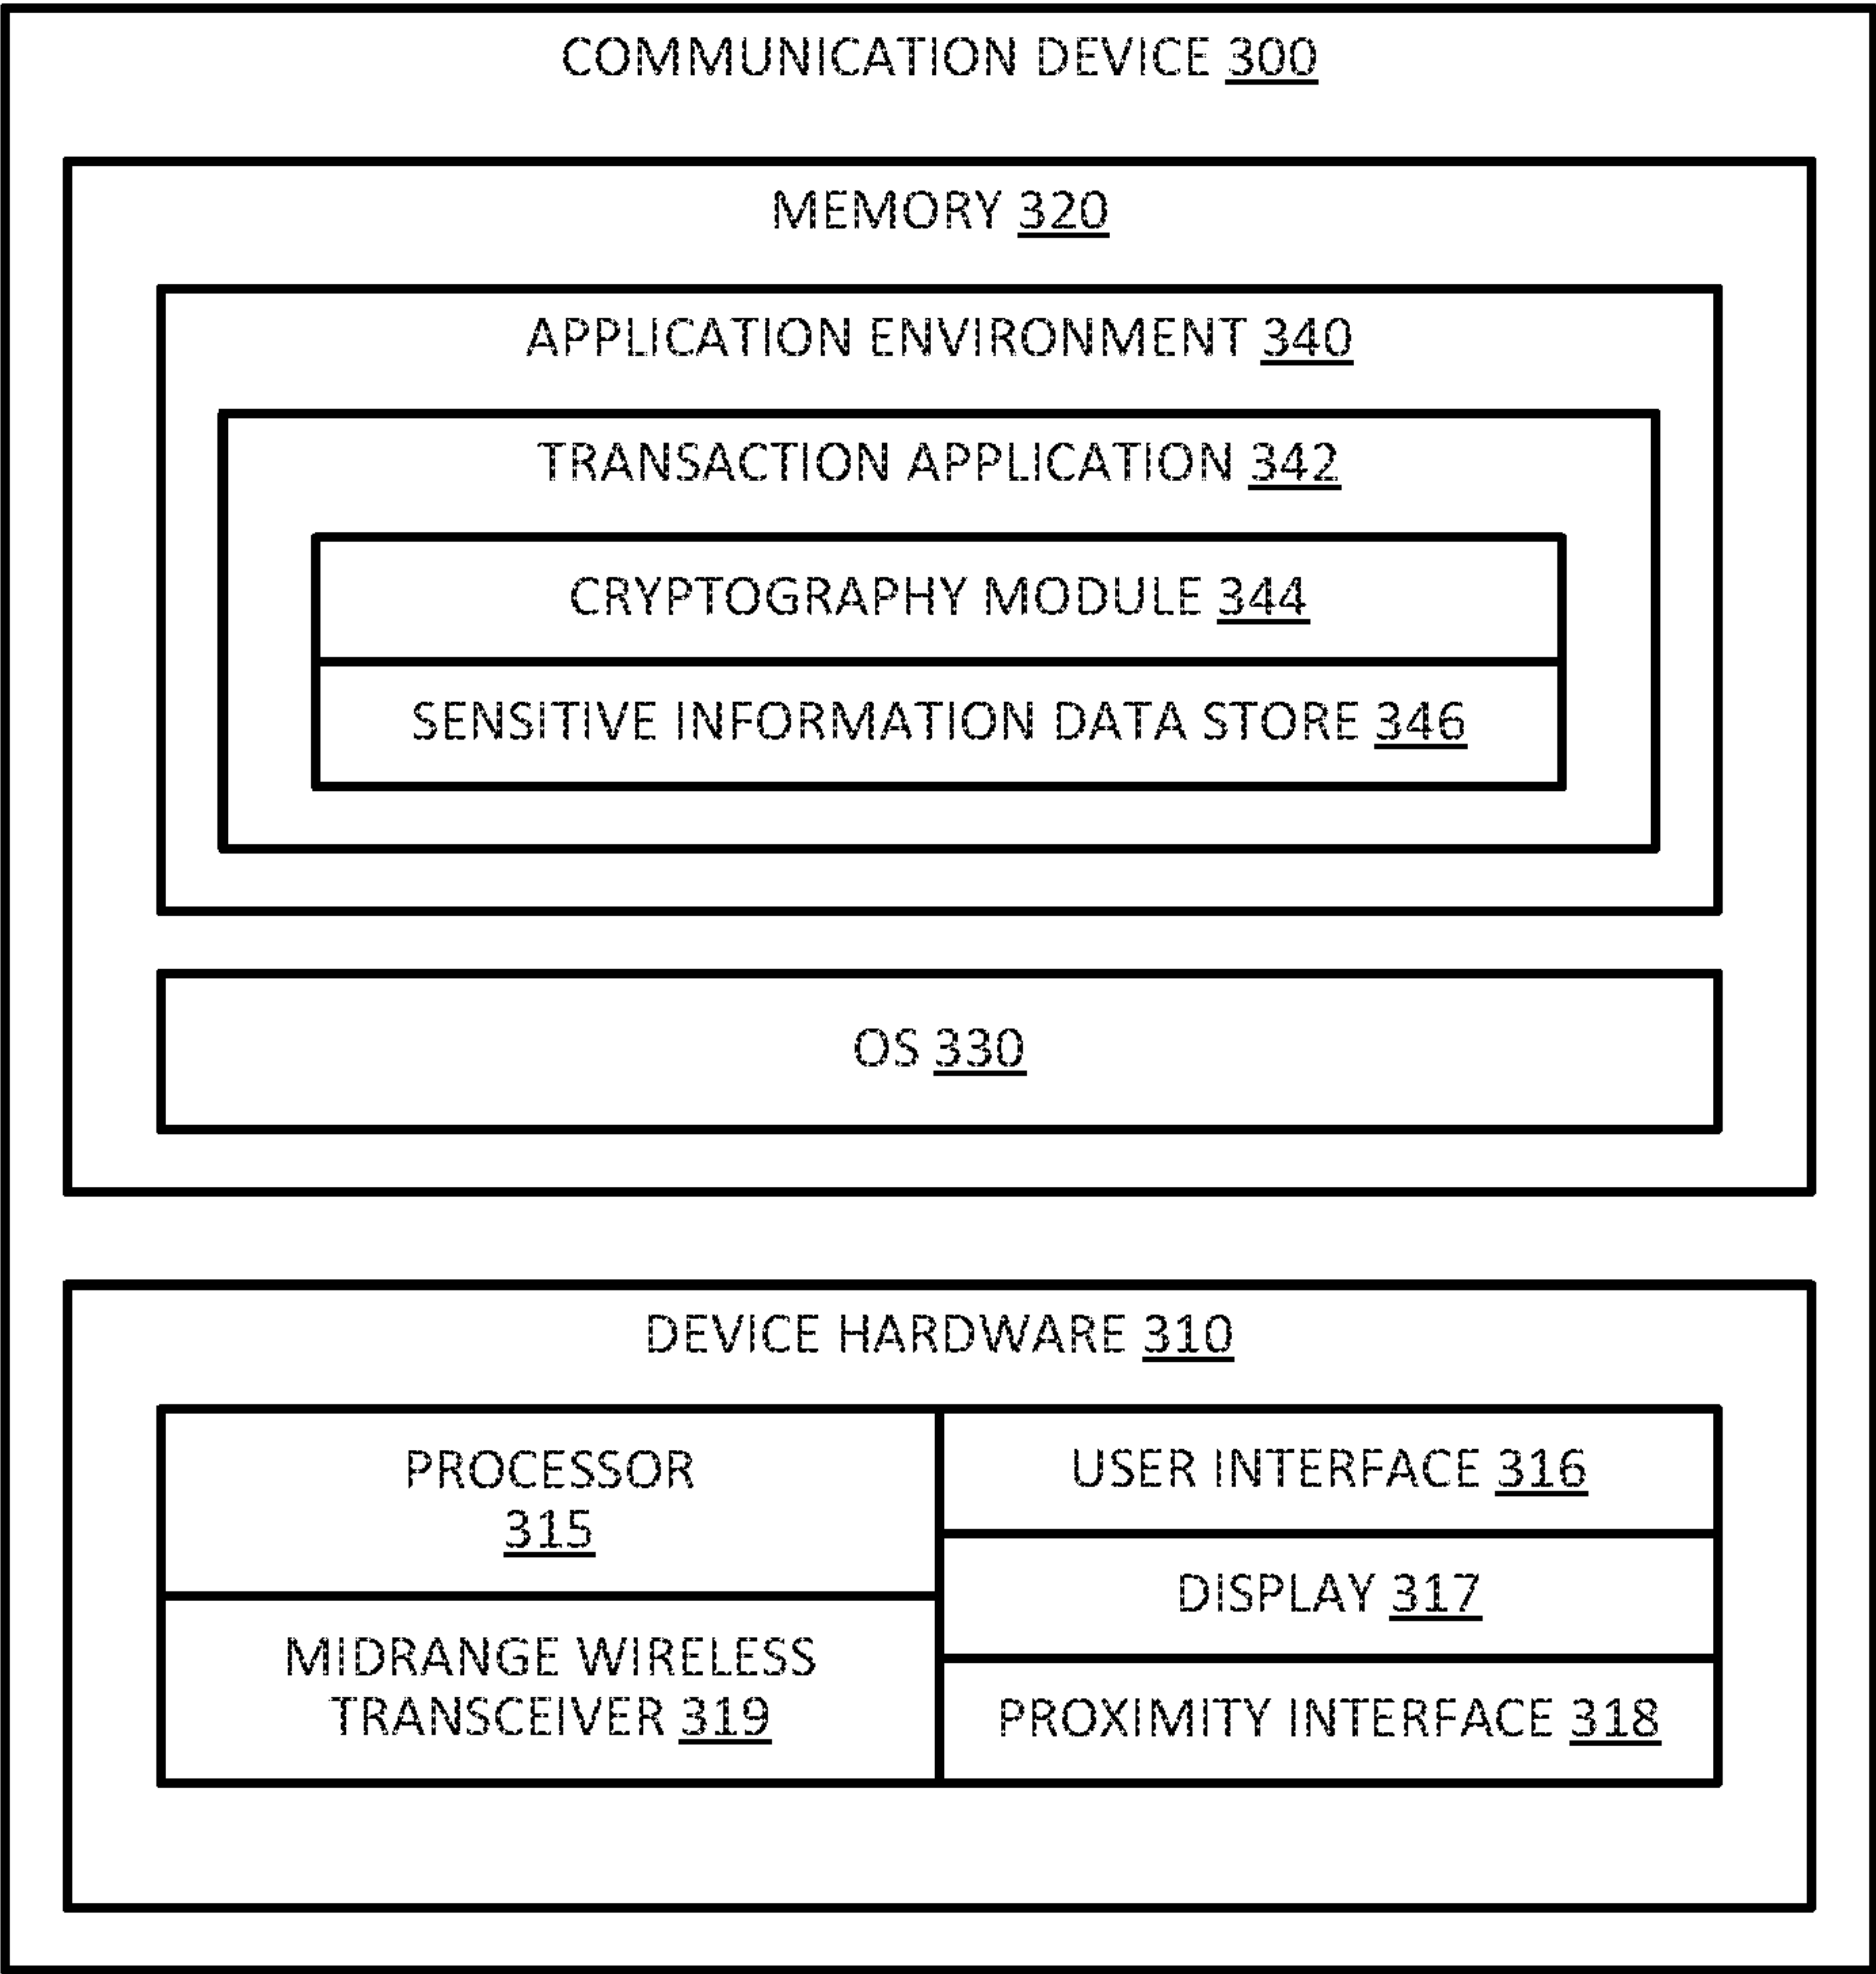 COMMUNICATION DEVICE 300
MEMORY 320
APPLICATION ENVIRONMENT 340
TRANSACTION APPLICATION 342
CRYPTOGRAPHY MODULE 344
SENSITIVE INFORMATION DATA STORE 346
OS 330
DEVICE HARDWARE 310
PROCESSOR
315
MIDRANGE WIRELESS
TRANSCEIVER 319
USER INTERFACE 316
DISPLAY 317
PROXIMITY INTERFACE 318